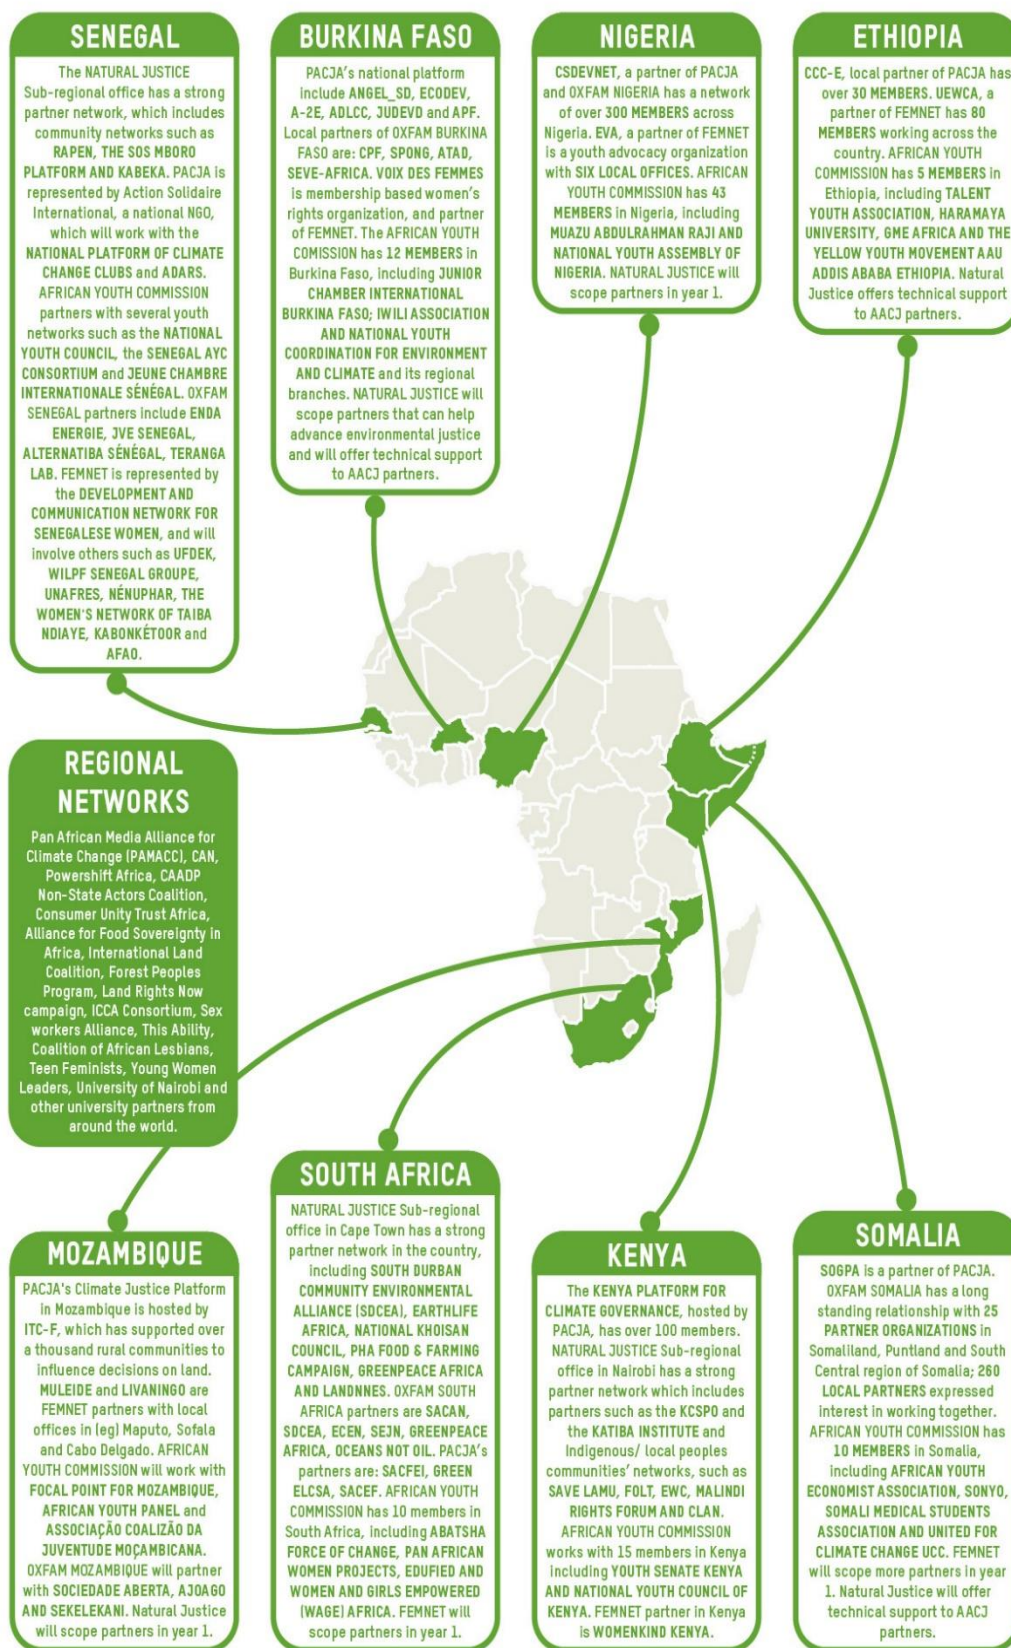 SENEGAL
The NATURAL JUSTICE
Sub-regional office has a strong
partner network, which includes
community networks such as
RAPEN, THE SOS MBORO
PLATFORM AND KABEKA. PACJA is
represented by Action Solidaire
International, a national NGO,
which will work with the
NATIONAL PLATFORM OF CLIMATE
CHANGE CLUBS and ADARS.
AFRICAN YOUTH COMMISSION
partners with several youth
networks such as the NATIONAL
YOUTH COUNCIL, the SENEGAL AYC
CONSORTIUM and JEUNE CHAMBRE
INTERNATIONALE SÉNÉGAL. OXFAM
SENEGAL partners include ENDA
ENERGIE, JVE SENEGAL,
ALTERNATIBA SÉNÉGAL, TERANGA
LAB. FEMNET is represented by
the DEVELOPMENT AND
COMMUNICATION NETWORK FOR
SENEGALESE WOMEN, and will
involve others such as UFDEK,
WILPF SENEGAL GROUPE,
UNAFRES, NÉNUPHAR, THE
WOMEN'S NETWORK OF TAIBA
NDIAYE, KABONKÉTOOR and
AFAO.
BURKINA FASO
PACJA's national platform
include ANGEL_SD, ECODEV,
A-2E, ADLCC, JUDEVD and APF.
Local partners of OXFAM BURKINA
FASO are: CPF, SPONG, ATAD,
SEVE-AFRICA. VOIX DES FEMMES
is membership based women's
rights organization, and partner
of FEMNET. The AFRICAN YOUTH
COMISSION has 12 MEMBERS in
Burkina Faso, including JUNIOR
CHAMBER INTERNATIONAL
BURKINA FASO; IWILI ASSOCIATION
AND NATIONAL YOUTH
COORDINATION FOR ENVIRONMENT
AND CLIMATE and its regional
branches. NATURAL JUSTICE will
scope partners that can help
advance environmental justice
and will offer technical support
to AACJ partners.
NIGERIA
CSDEVNET, a partner of PACJA
and OXFAM NIGERIA has a network
of over 300 MEMBERS across
Nigeria. EVA, a partner of FEMNET
is a youth advocacy organization
with SIX LOCAL OFFICES. AFRICAN
YOUTH COMMISSION has 43
MEMBERS in Nigeria, including
MUAZU ABDULRAHMAN RAJI AND
NATIONAL YOUTH ASSEMBLY OF
NIGERIA. NATURAL JUSTICE will
scope partners in year 1.
ETHIOPIA
CCC-E, local partner of PACJA has
over 30 MEMBERS. UEWCA, a
partner of FEMNET has 80
MEMBERS working across the
country. AFRICAN YOUTH
COMMISSION has 5 MEMBERS in
Ethiopia, including TALENT
YOUTH ASSOCIATION, HARAMAYA
UNIVERSITY, GME AFRICA AND THE
YELLOW YOUTH MOVEMENT AAU
ADDIS ABABA ETHIOPIA. Natural
Justice offers technical support
to AACJ partners.
REGIONAL
NETWORKS
Pan African Media Alliance for
Climate Change (PAMACC), CAN,
Powershift Africa, CAADP
Non-State Actors Coalition,
Consumer Unity Trust Africa,
Alliance for Food Sovereignty in
Africa, International Land
Coalition, Forest Peoples
Program, Land Rights Now
campaign, ICCA Consortium, Sex
workers Alliance, This Ability,
Coalition of African Lesbians,
Teen Feminists, Young Women
Leaders, University of Nairobi and
other university partners from
around the world.
MOZAMBIQUE
PACJA's Climate Justice Platform
in Mozambique is hosted by
ITC-F, which has supported over
a thousand rural communities to
influence decisions on land.
MULEIDE and LIVANINGO are
FEMNET partners with local
offices in (eg) Maputo, Sofala
and Cabo Delgado. AFRICAN
YOUTH COMMISSION will work with
FOCAL POINT FOR MOZAMBIQUE,
AFRICAN YOUTH PANEL and
ASSOCIAÇÃO COALIZÃO DA
JUVENTUDE MOÇAMBICANA.
OXFAM MOZAMBIQUE will partner
with SOCIEDADE ABERTA, AJOAGO
AND SEKELEKANI. Natural Justice
will scope partners in year 1.
SOUTH AFRICA
NATURAL JUSTICE Sub-regional
office in Cape Town has a strong
partner network in the country,
including SOUTH DURBAN
COMMUNITY ENVIRONMENTAL
ALLIANCE (SDCEA), EARTHLIFE
AFRICA, NATIONAL KHOISAN
COUNCIL, PHA FOOD & FARMING
CAMPAIGN, GREENPEACE AFRICA
AND LANDNNES. OXFAM SOUTH
AFRICA partners are SACAN,
SDCEA, ECEN, SEJN, GREENPEACE
AFRICA, OCEANS NOT OIL. PACJA's
partners are: SACFEI, GREEN
ELCSA, SACEF. AFRICAN YOUTH
COMMISSION has 10 members in
South Africa, including ABATSHA
FORCE OF CHANGE, PAN AFRICAN
WOMEN PROJECTS, EDUFIED AND
WOMEN AND GIRLS EMPOWERED
(WAGE) AFRICA. FEMNET will
scope partners in year 1.
KENYA
The KENYA PLATFORM FOR
CLIMATE GOVERNANCE, hosted by
PACJA, has over 100 members.
NATURAL JUSTICE Sub-regional
office in Nairobi has a strong
partner network which includes
partners such as the KCSPO and
the KATIBA INSTITUTE and
Indigenous/ local peoples
communities' networks, such as
SAVE LAMU, FOLT, EWC, MALINDI
RIGHTS FORUM AND CLAN.
AFRICAN YOUTH COMMISSION
works with 15 members in Kenya
including YOUTH SENATE KENYA
AND NATIONAL YOUTH COUNCIL OF
KENYA. FEMNET partner in Kenya
is WOMENKIND KENYA.
SOMALIA
SOGPA is a partner of PACJA.
OXFAM SOMALIA has a long
standing relationship with 25
PARTNER ORGANIZATIONS in
Somaliland, Puntland and South
Central region of Somalia; 260
LOCAL PARTNERS expressed
interest in working together.
AFRICAN YOUTH COMMISSION has
10 MEMBERS in Somalia,
including AFRICAN YOUTH
ECONOMIST ASSOCIATION, SONYO,
SOMALI MEDICAL STUDENTS
ASSOCIATION AND UNITED FOR
CLIMATE CHANGE UCC. FEMNET
will scope more partners in year
1. Natural Justice will offer
technical support to AACJ
partners.